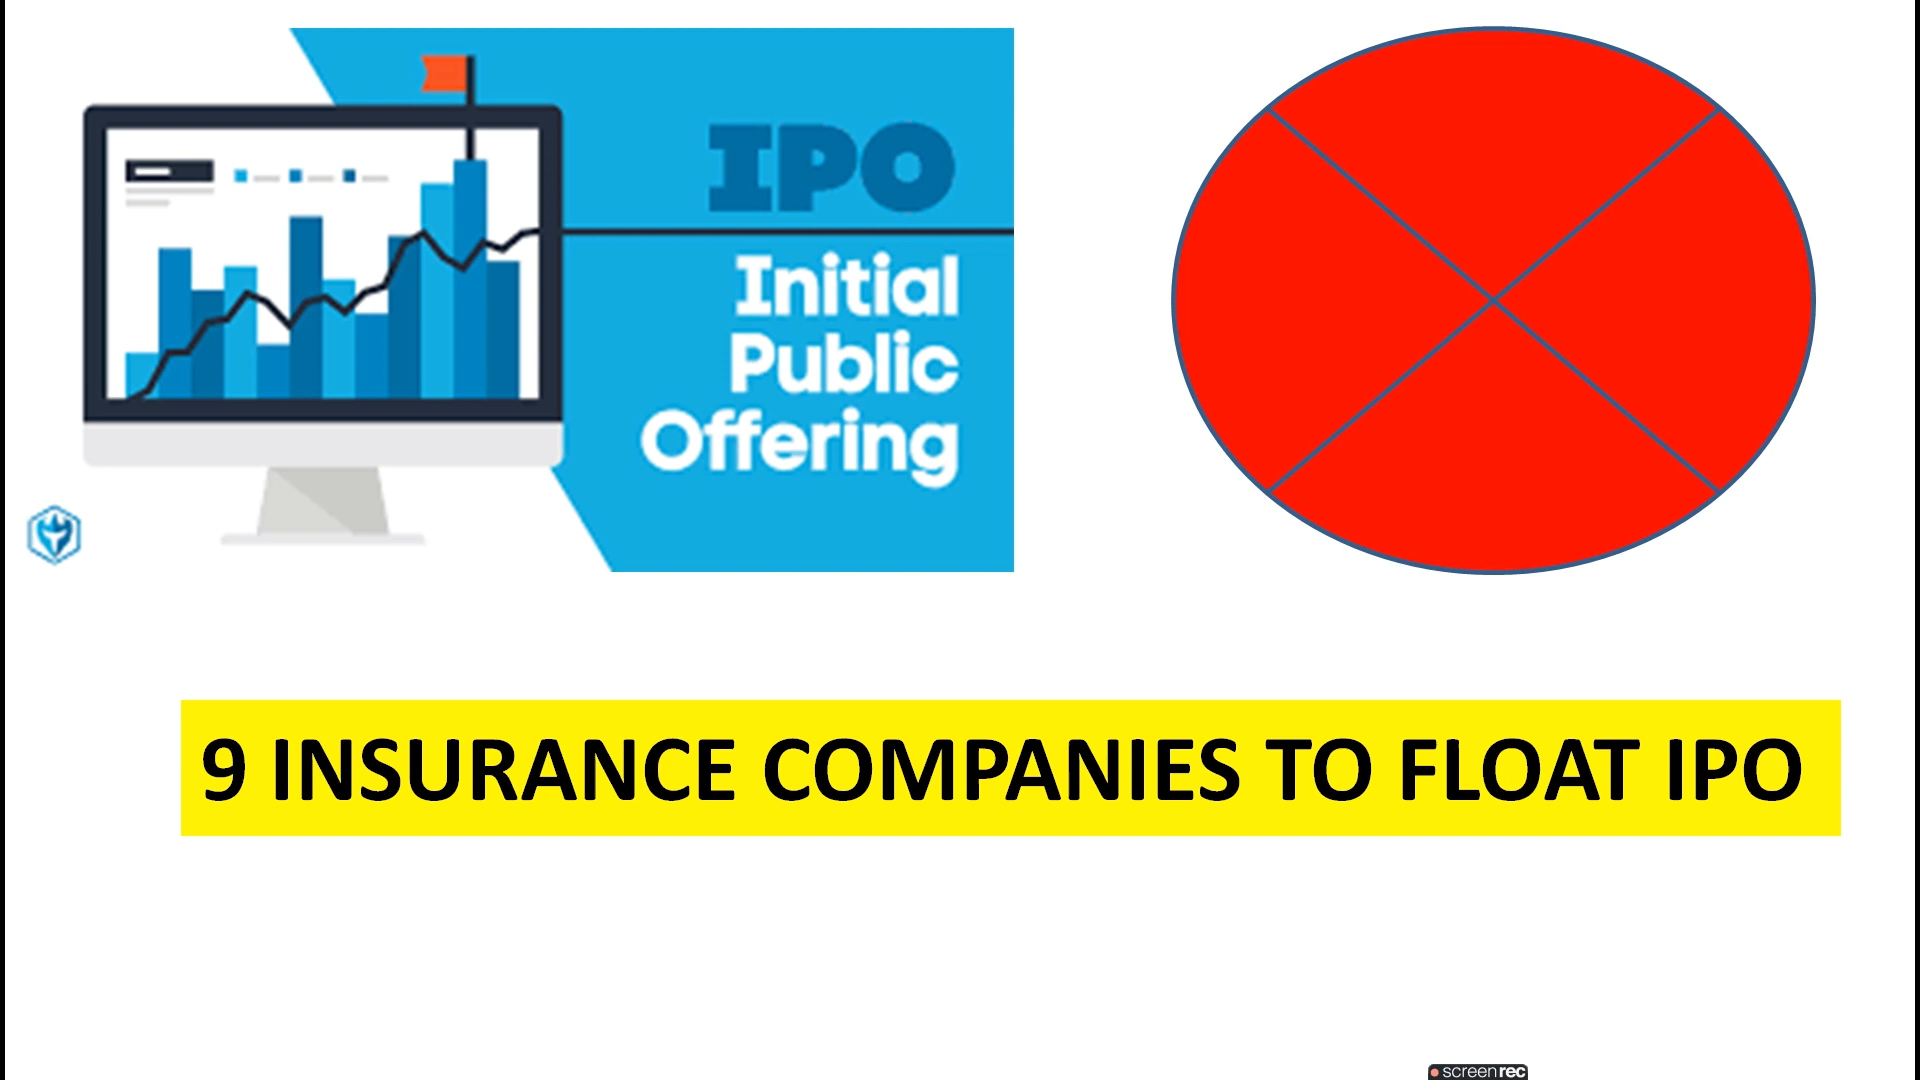 IPO
Initial
Public
Offering
9 INSURANCE COMPANIES TO FLOAT IPO
screenrec